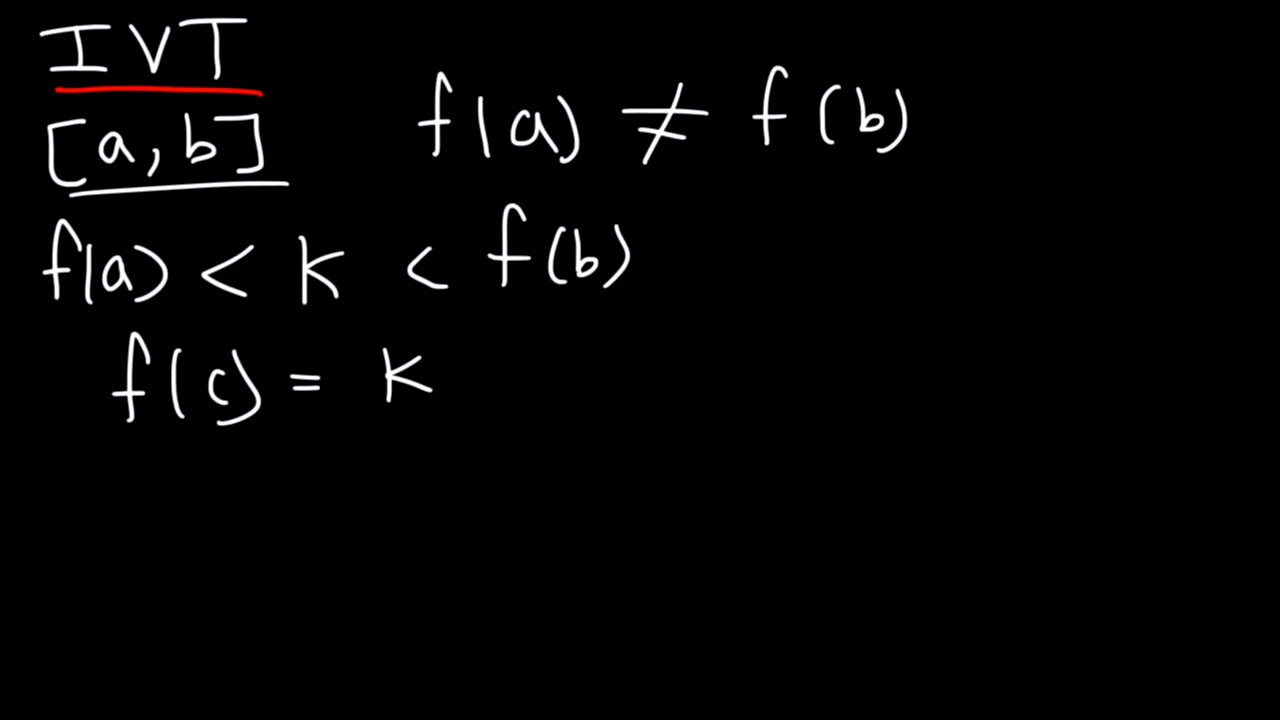 IVT
[a,b] f(a) ≠ f(b)
f(a) < K < f(b)
f(c) = K